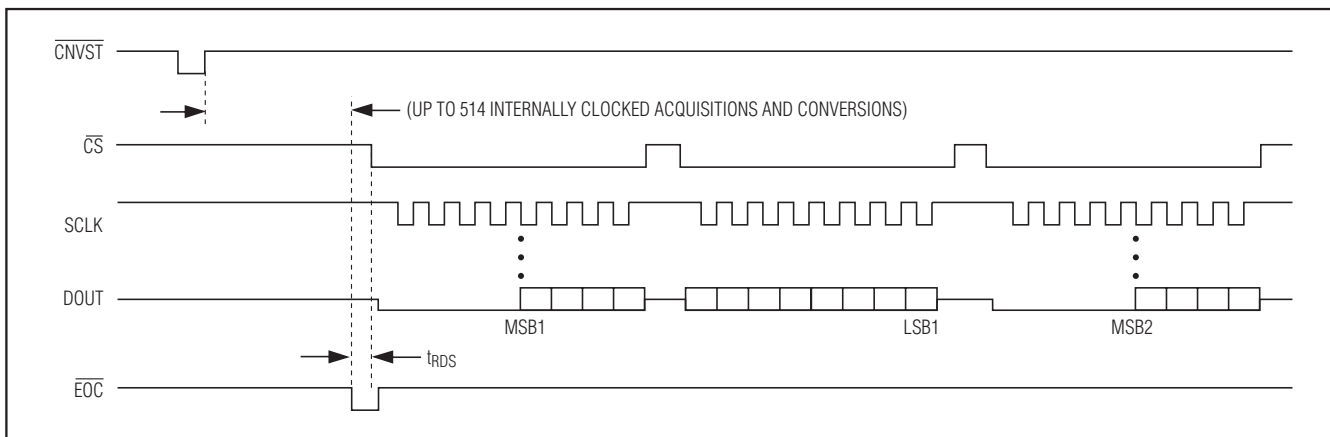 CNVST
(UP TO 514 INTERNALLY CLOCKED ACQUISITIONS AND CONVERSIONS)
CS
SCLK
DOUT
MSB1
LSB1
MSB2
tRDS
EOC